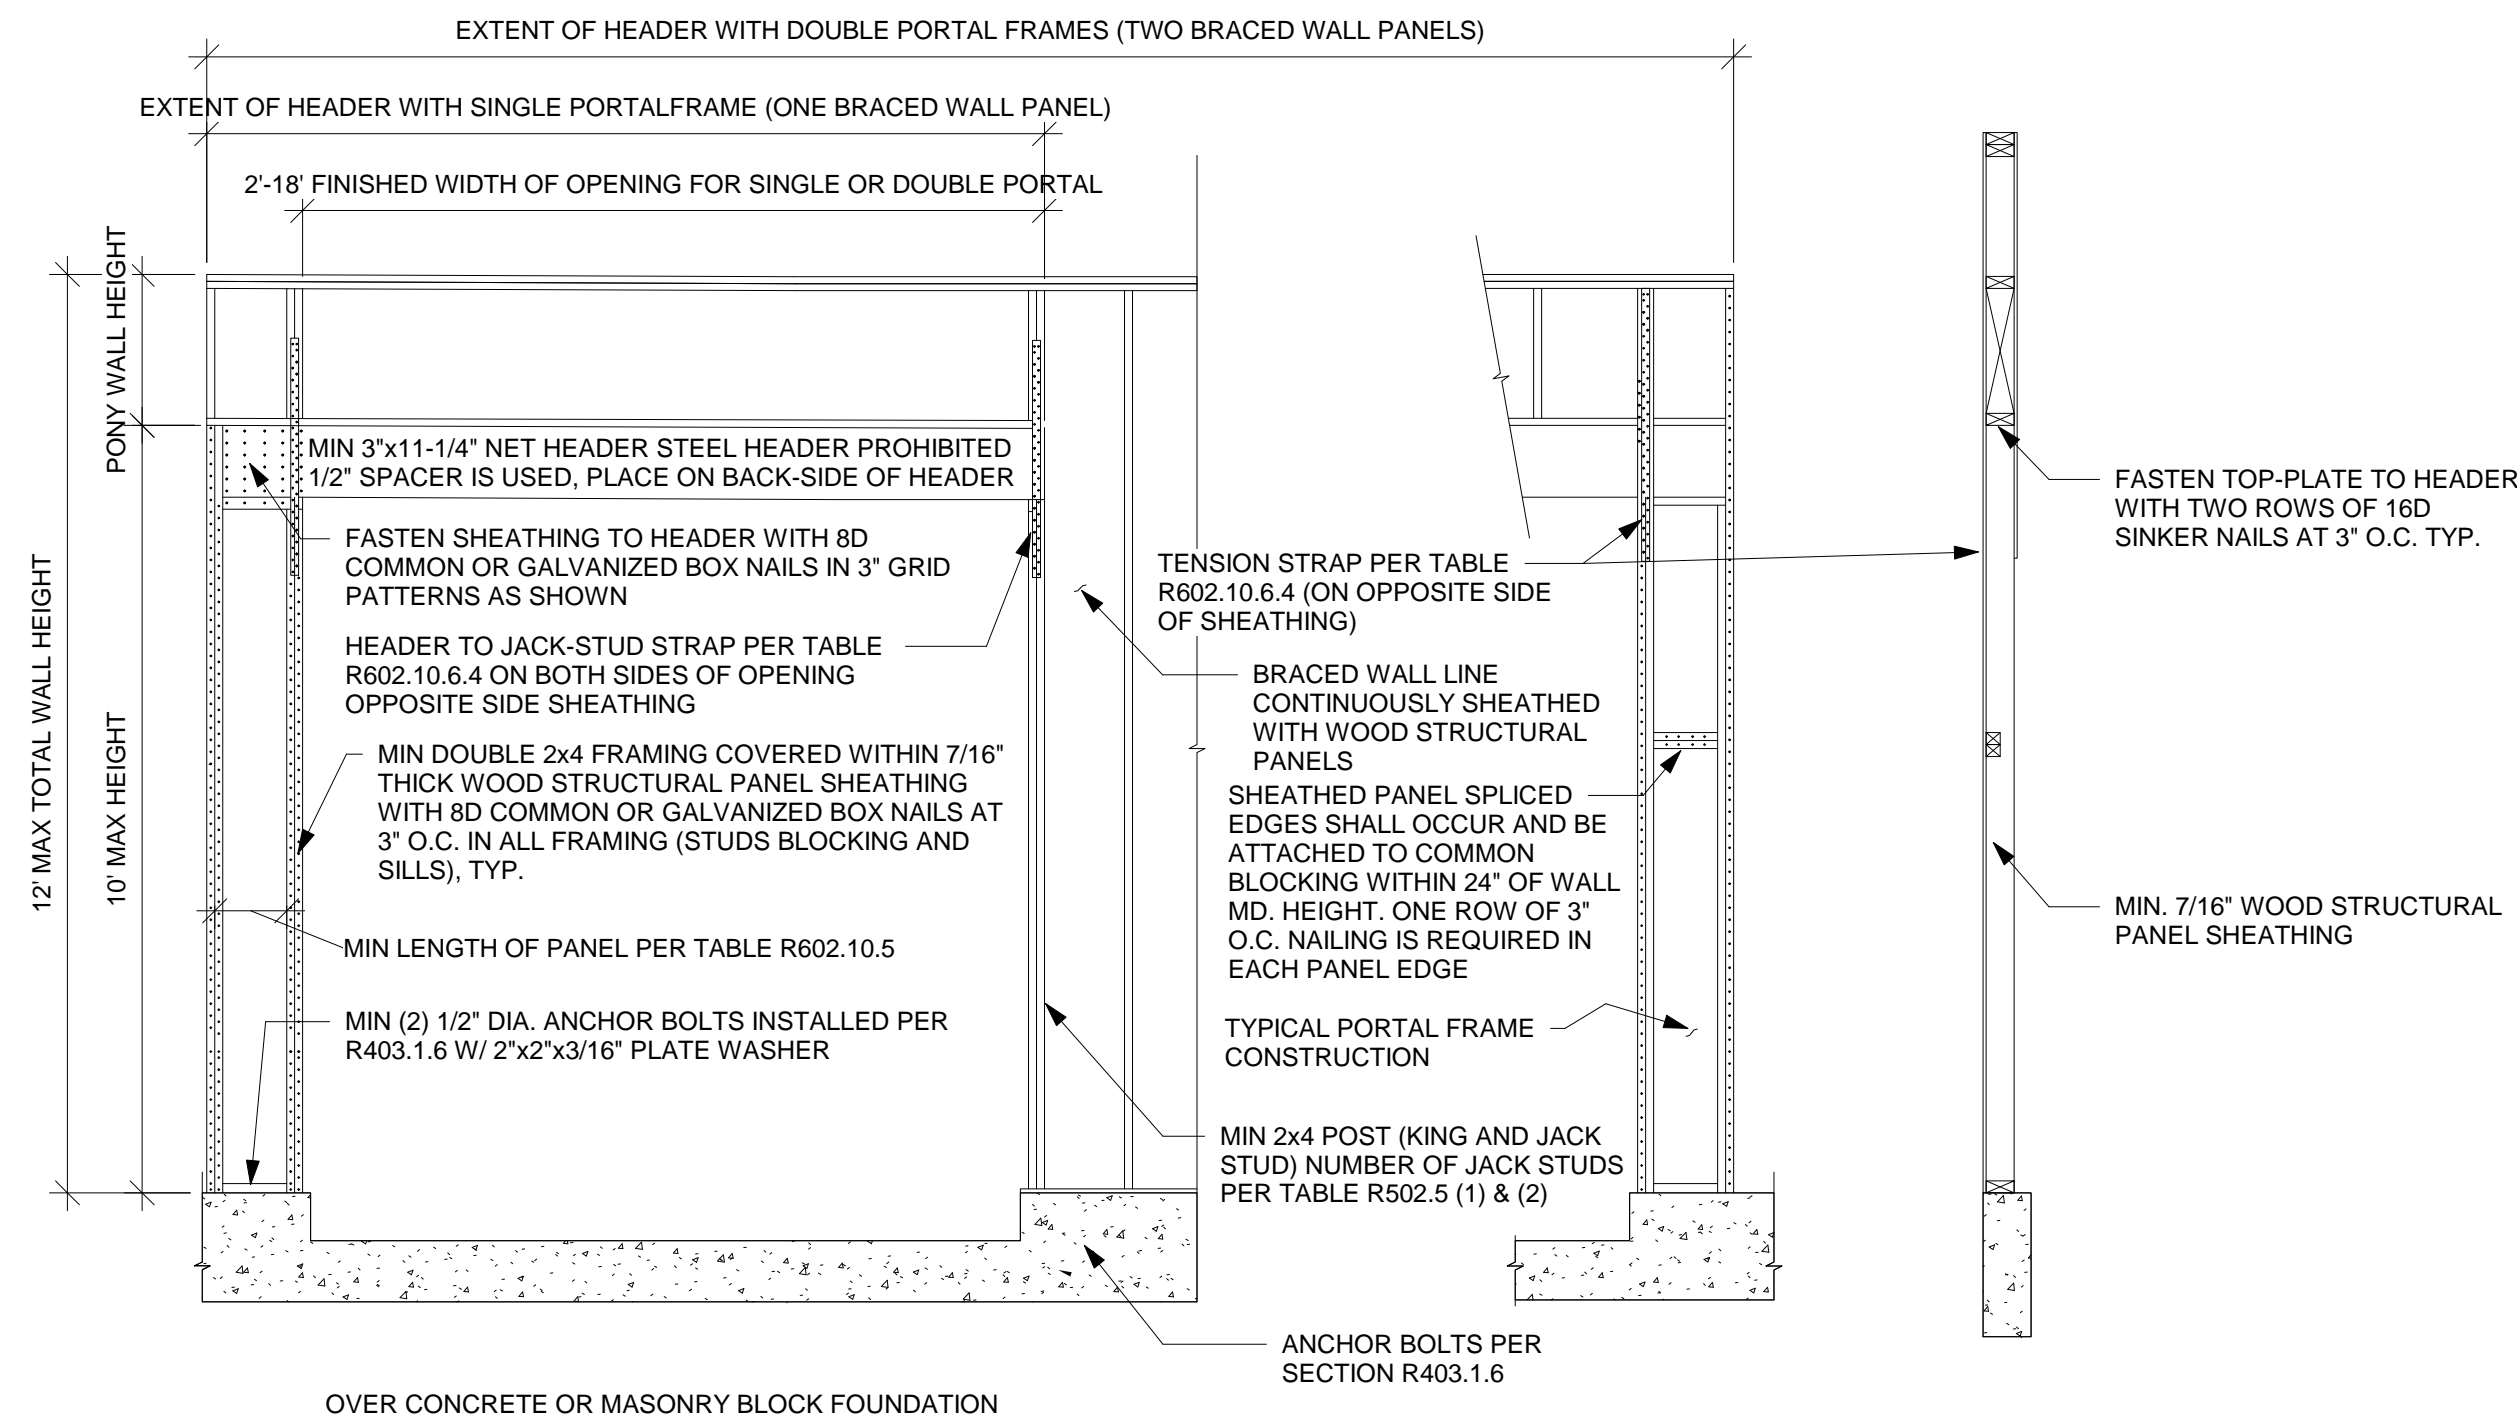 EXTENT OF HEADER WITH DOUBLE PORTAL FRAMES (TWO BRACED WALL PANELS)
EXTENT OF HEADER WITH SINGLE PORTALFRAME (ONE BRACED WALL PANEL)
2'-18' FINISHED WIDTH OF OPENING FOR SINGLE OR DOUBLE PORTAL
PONY WALL HEIGHT
12' MAX TOTAL WALL HEIGHT
10' MAX HEIGHT
MIN 3"x11-1/4" NET HEADER STEEL HEADER PROHIBITED
1/2" SPACER IS USED, PLACE ON BACK-SIDE OF HEADER
FASTEN SHEATHING TO HEADER WITH 8D
COMMON OR GALVANIZED BOX NAILS IN 3" GRID
PATTERNS AS SHOWN
HEADER TO JACK-STUD STRAP PER TABLE
R602.10.6.4 ON BOTH SIDES OF OPENING
OPPOSITE SIDE SHEATHING
MIN DOUBLE 2x4 FRAMING COVERED WITHIN 7/16"
THICK WOOD STRUCTURAL PANEL SHEATHING
WITH 8D COMMON OR GALVANIZED BOX NAILS AT
3" O.C. IN ALL FRAMING (STUDS BLOCKING AND
SILLS), TYP.
MIN LENGTH OF PANEL PER TABLE R602.10.5
MIN (2) 1/2" DIA. ANCHOR BOLTS INSTALLED PER
R403.1.6 W/ 2"x2"x3/16" PLATE WASHER
TENSION STRAP PER TABLE
R602.10.6.4 (ON OPPOSITE SIDE
OF SHEATHING)
BRACED WALL LINE
CONTINUOUSLY SHEATHED
WITH WOOD STRUCTURAL
PANELS
SHEATHED PANEL SPLICED
EDGES SHALL OCCUR AND BE
ATTACHED TO COMMON
BLOCKING WITHIN 24" OF WALL
MD. HEIGHT. ONE ROW OF 3"
O.C. NAILING IS REQUIRED IN
EACH PANEL EDGE
TYPICAL PORTAL FRAME
CONSTRUCTION
MIN 2x4 POST (KING AND JACK
STUD) NUMBER OF JACK STUDS
PER TABLE R502.5 (1) & (2)
ANCHOR BOLTS PER
SECTION R403.1.6
FASTEN TOP-PLATE TO HEADER
WITH TWO ROWS OF 16D
SINKER NAILS AT 3" O.C. TYP.
MIN. 7/16" WOOD STRUCTURAL
PANEL SHEATHING
OVER CONCRETE OR MASONRY BLOCK FOUNDATION